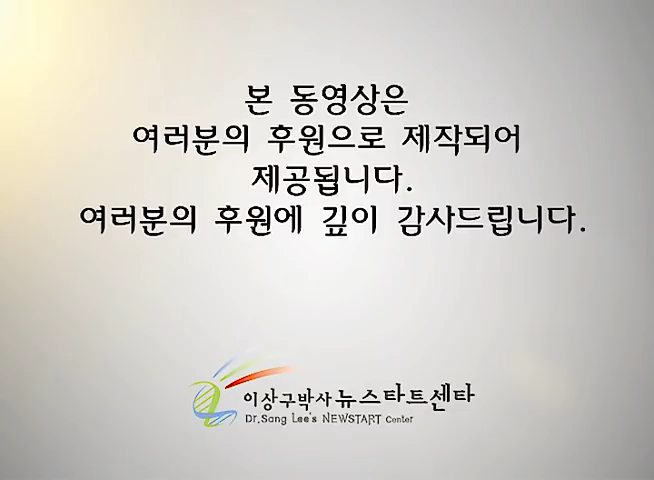 본 동영상은
여러분의 후원으로 제작되어
제공됩니다.
여러분의 후원에 깊이 감사드립니다.
이상구박사 뉴스타트센타
Dr.Sang Lee's NEWSTART Center